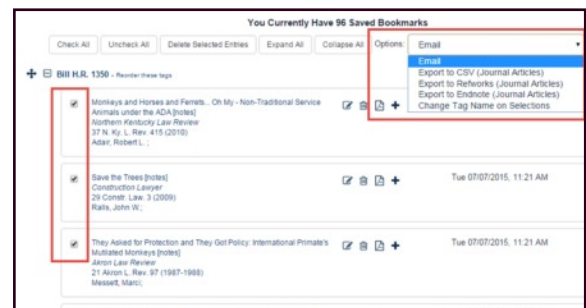 You Currently Have 96 Saved Bookmarks
Check All Uncheck All Delete Selected Entries Expand All Collapse All Options: Email
Email
Export to CSV (Journal Articles)
Export to Refworks (Journal Articles)
Export to Endnote (Journal Articles)
Change Tag Name on Selections
Bill H.R. 1350 - Reorder these tags
Monkeys and Horses and Ferrets... Oh My - Non-Traditional Service
Animals under the ADA [notes]
Northern Kentucky Law Review
37 N. Ky. L. Rev. 415 (2010)
Adair, Robert L. ;
Save the Trees [notes]
Construction Lawyer
29 Constr. Law. 3 (2009)
Ralls, John W.;
Tue 07/07/2015, 11:21 AM
They Asked for Protection and They Got Policy: International Primate's
Mutilated Monkeys [notes]
Akron Law Review
21 Akron L. Rev. 97 (1987-1988)
Messett, Marci;
Tue 07/07/2015, 11:21 AM